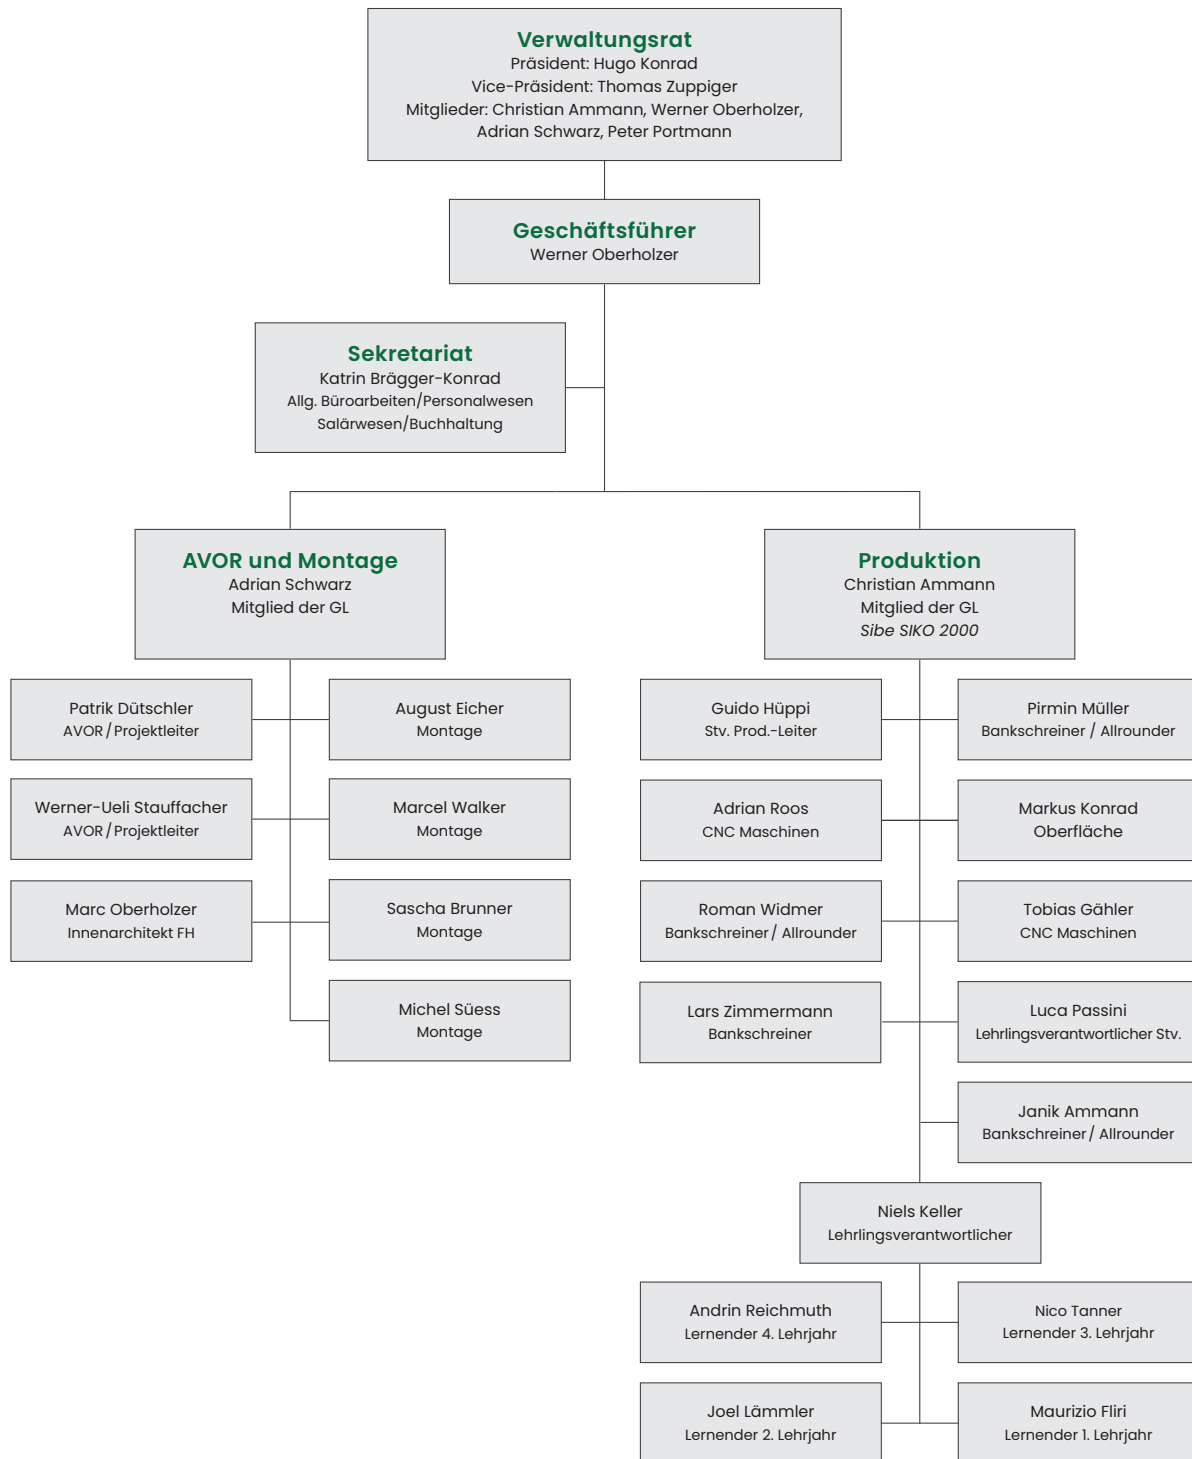 Verwaltungsrat
Präsident: Hugo Konrad
Vice-Präsident: Thomas Zuppiger
Mitglieder: Christian Ammann, Werner Oberholzer,
Adrian Schwarz, Peter Portmann
Geschäftsführer
Werner Oberholzer
Sekretariat
Katrin Brägger-Konrad
Allg. Büroarbeiten/Personalwesen
Salärwesen/Buchhaltung
AVOR und Montage
Adrian Schwarz
Mitglied der GL
Patrik Dütschler
AVOR/Projektleiter
August Eicher
Montage
Werner-Ueli Stauffacher
AVOR/Projektleiter
Marcel Walker
Montage
Marc Oberholzer
Innenarchitekt FH
Sascha Brunner
Montage
Michel Süess
Montage
Produktion
Christian Ammann
Mitglied der GL
Sibe SIKO 2000
Guido Hüppi
Stv. Prod.-Leiter
Pirmin Müller
Bankschreiner / Allrounder
Adrian Roos
CNC Maschinen
Markus Konrad
Oberfläche
Roman Widmer
Bankschreiner / Allrounder
Tobias Gähler
CNC Maschinen
Lars Zimmermann
Bankschreiner
Luca Passini
Lehrlingsverantwortlicher Stv.
Janik Ammann
Bankschreiner / Allrounder
Niels Keller
Lehrlingsverantwortlicher
Andrin Reichmuth
Lernender 4. Lehrjahr
Nico Tanner
Lernender 3. Lehrjahr
Joel Lämmler
Lernender 2. Lehrjahr
Maurizio Fliri
Lernender 1. Lehrjahr